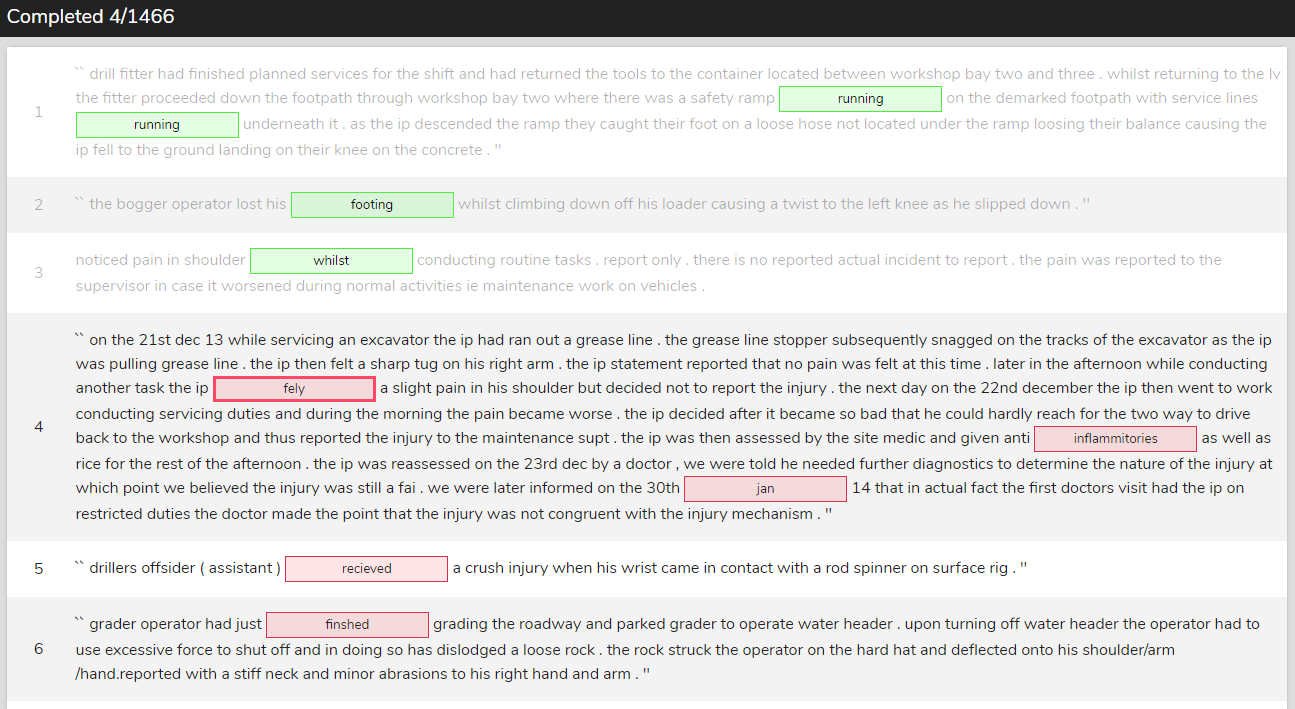 Completed 4/1466
`` drill fitter had finished planned services for the shift and had returned the tools to the container located between workshop bay two and three . whilst returning to the lv
1 the fitter proceeded down the footpath through workshop bay two where there was a safety ramp running on the demarked footpath with service lines
running underneath it . as the ip descended the ramp they caught their foot on a loose hose not located under the ramp loosing their balance causing the
ip fell to the ground landing on their knee on the concrete . ''
2 `` the bogger operator lost his footing whilst climbing down off his loader causing a twist to the left knee as he slipped down . ''
3 noticed pain in shoulder whilst conducting routine tasks . report only . there is no reported actual incident to report . the pain was reported to the
supervisor in case it worsened during normal activities ie maintenance work on vehicles .
`` on the 21st dec 13 while servicing an excavator the ip had ran out a grease line . the grease line stopper subsequently snagged on the tracks of the excavator as the ip
was pulling grease line . the ip then felt a sharp tug on his right arm . the ip statement reported that no pain was felt at this time . later in the afternoon while conducting
another task the ip fely a slight pain in his shoulder but decided not to report the injury . the next day on the 22nd december the ip then went to work
conducting servicing duties and during the morning the pain became worse . the ip decided after it became so bad that he could hardly reach for the two way to drive
4 back to the workshop and thus reported the injury to the maintenance supt . the ip was then assessed by the site medic and given anti inflammitories as well as
rice for the rest of the afternoon . the ip was reassessed on the 23rd dec by a doctor , we were told he needed further diagnostics to determine the nature of the injury at
which point we believed the injury was still a fai . we were later informed on the 30th jan 14 that in actual fact the first doctors visit had the ip on
restricted duties the doctor made the point that the injury was not congruent with the injury mechanism . ''
5 `` drillers offsider ( assistant ) recieved a crush injury when his wrist came in contact with a rod spinner on surface rig . ''
`` grader operator had just finshed grading the roadway and parked grader to operate water header . upon turning off water header the operator had to
6 use excessive force to shut off and in doing so has dislodged a loose rock . the rock struck the operator on the hard hat and deflected onto his shoulder/arm
/hand.reported with a stiff neck and minor abrasions to his right hand and arm . ''